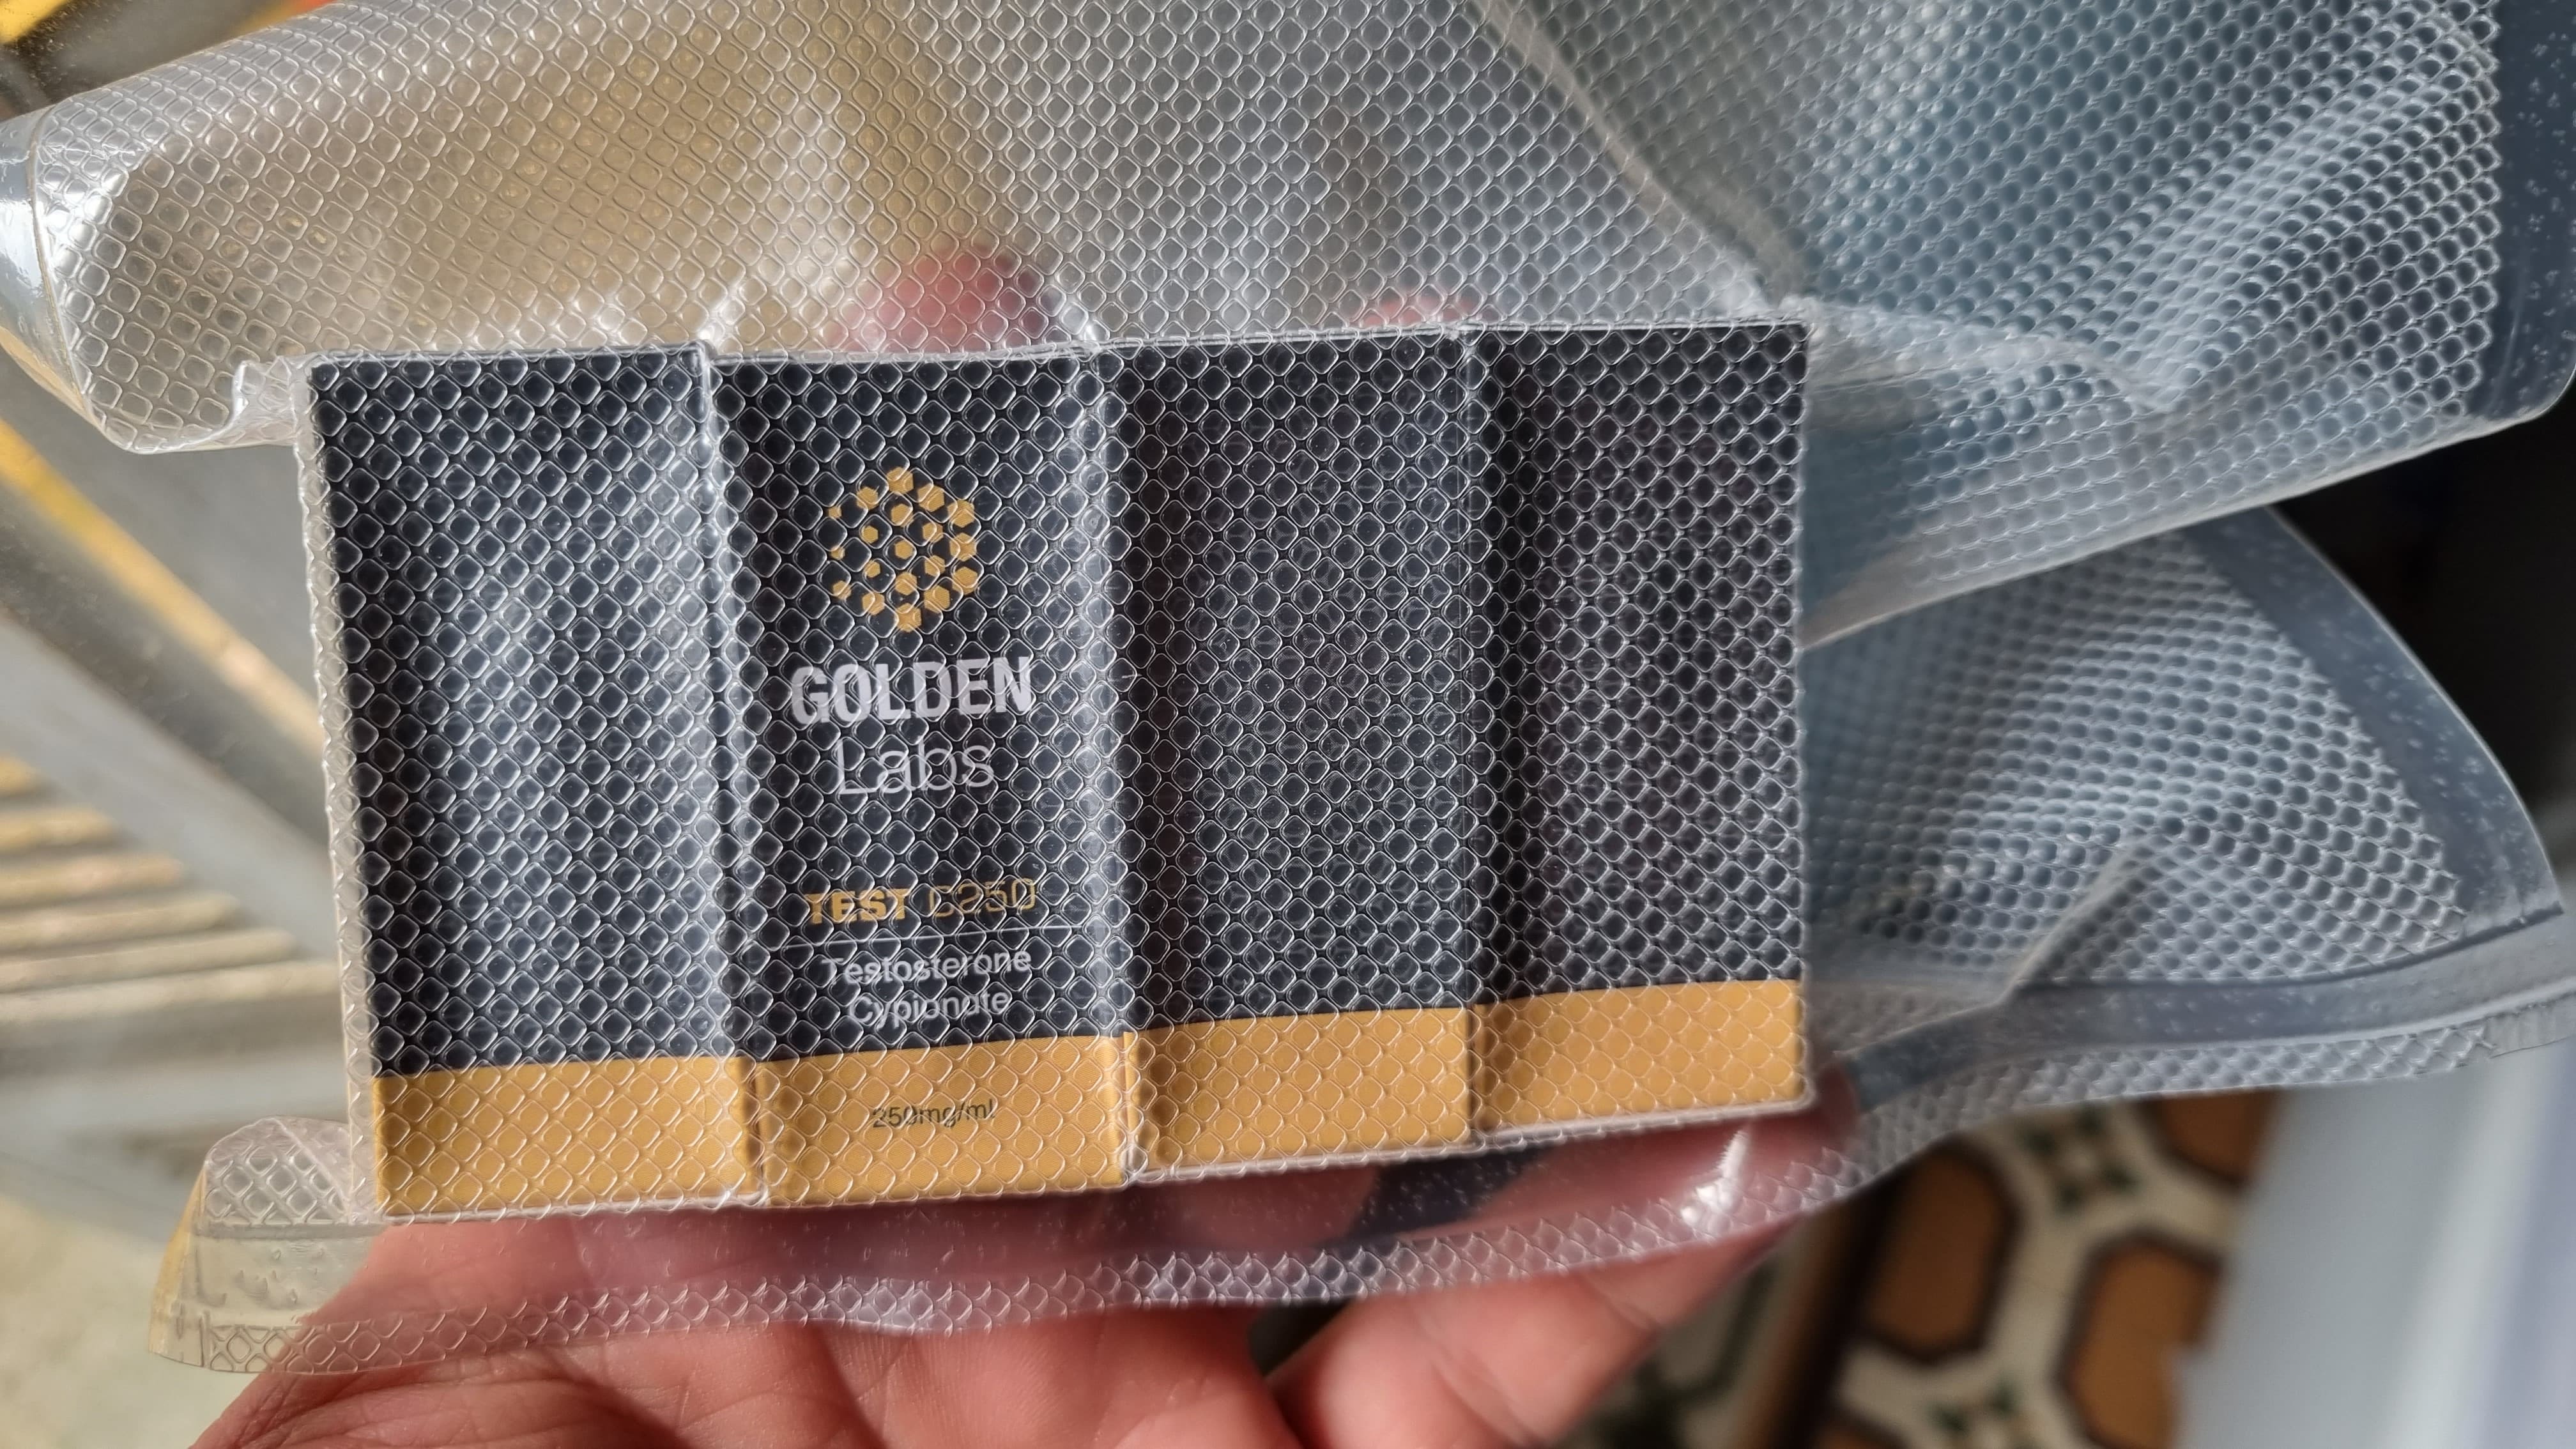 GOLDEN
Labs
TEST C250
Testosterone
Cypionate
250mg/ml